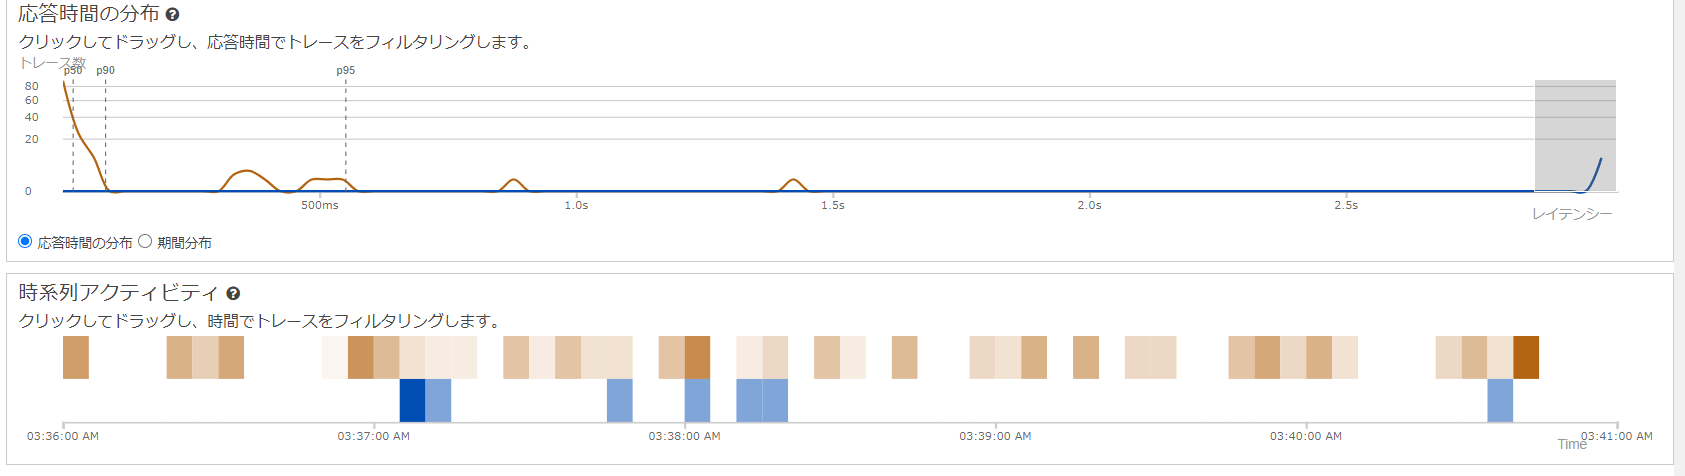 応答時間の分布 ?
クリックしてドラッグし、応答時間でトレースをフィルタリングします。
トレース数
p50 p90 p95
80
60
40
20
0
500ms 1.0s 1.5s 2.0s 2.5s
レイテンシー
応答時間の分布 期間分布
時系列アクティビティ ?
クリックしてドラッグし、時間でトレースをフィルタリングします。
03:36:00 AM 03:37:00 AM 03:38:00 AM 03:39:00 AM 03:40:00 AM 03:41:00 AM
Time